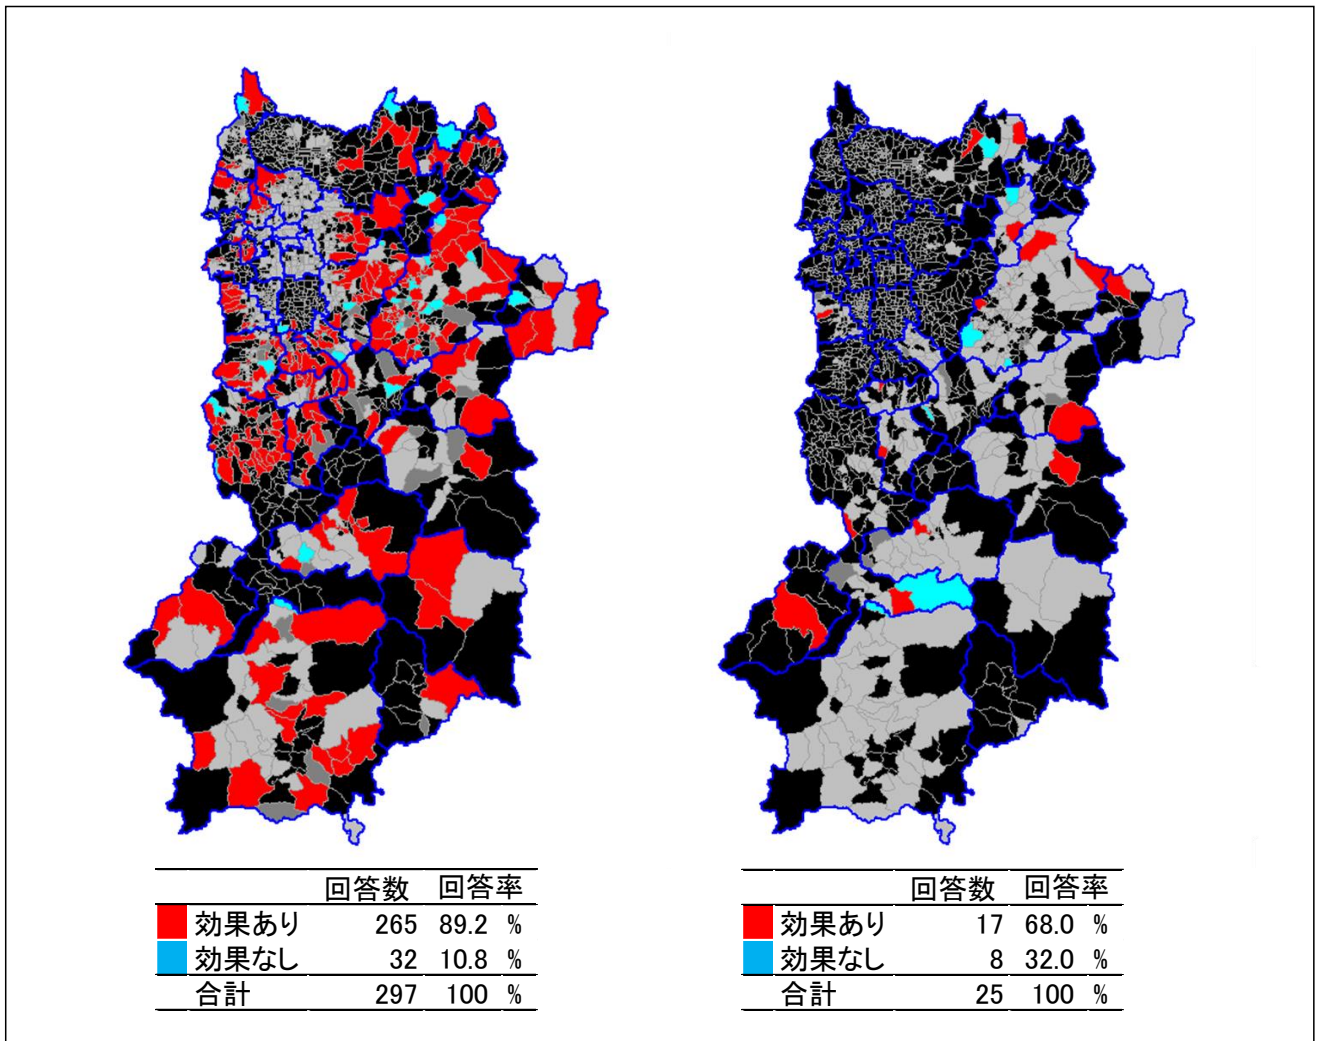 回答数 回答率
効果あり 265 89.2 %
効果なし 32 10.8 %
合計 297 100 %
回答数 回答率
効果あり 17 68.0 %
効果なし 8 32.0 %
合計 25 100 %